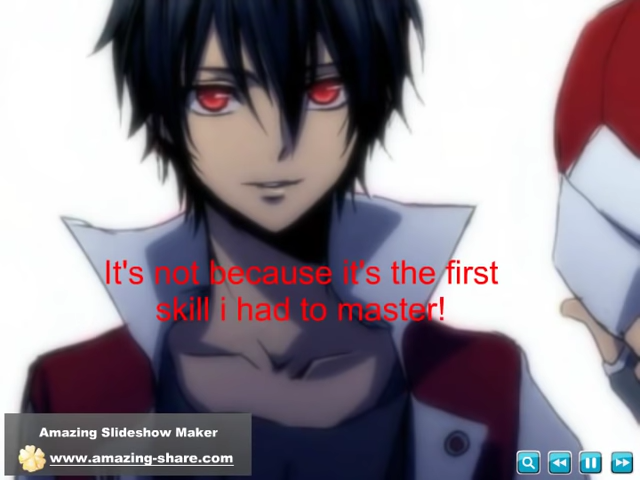 It's not because it's the first
skill i had to master!
Amazing Slideshow Maker
www.amazing-share.com